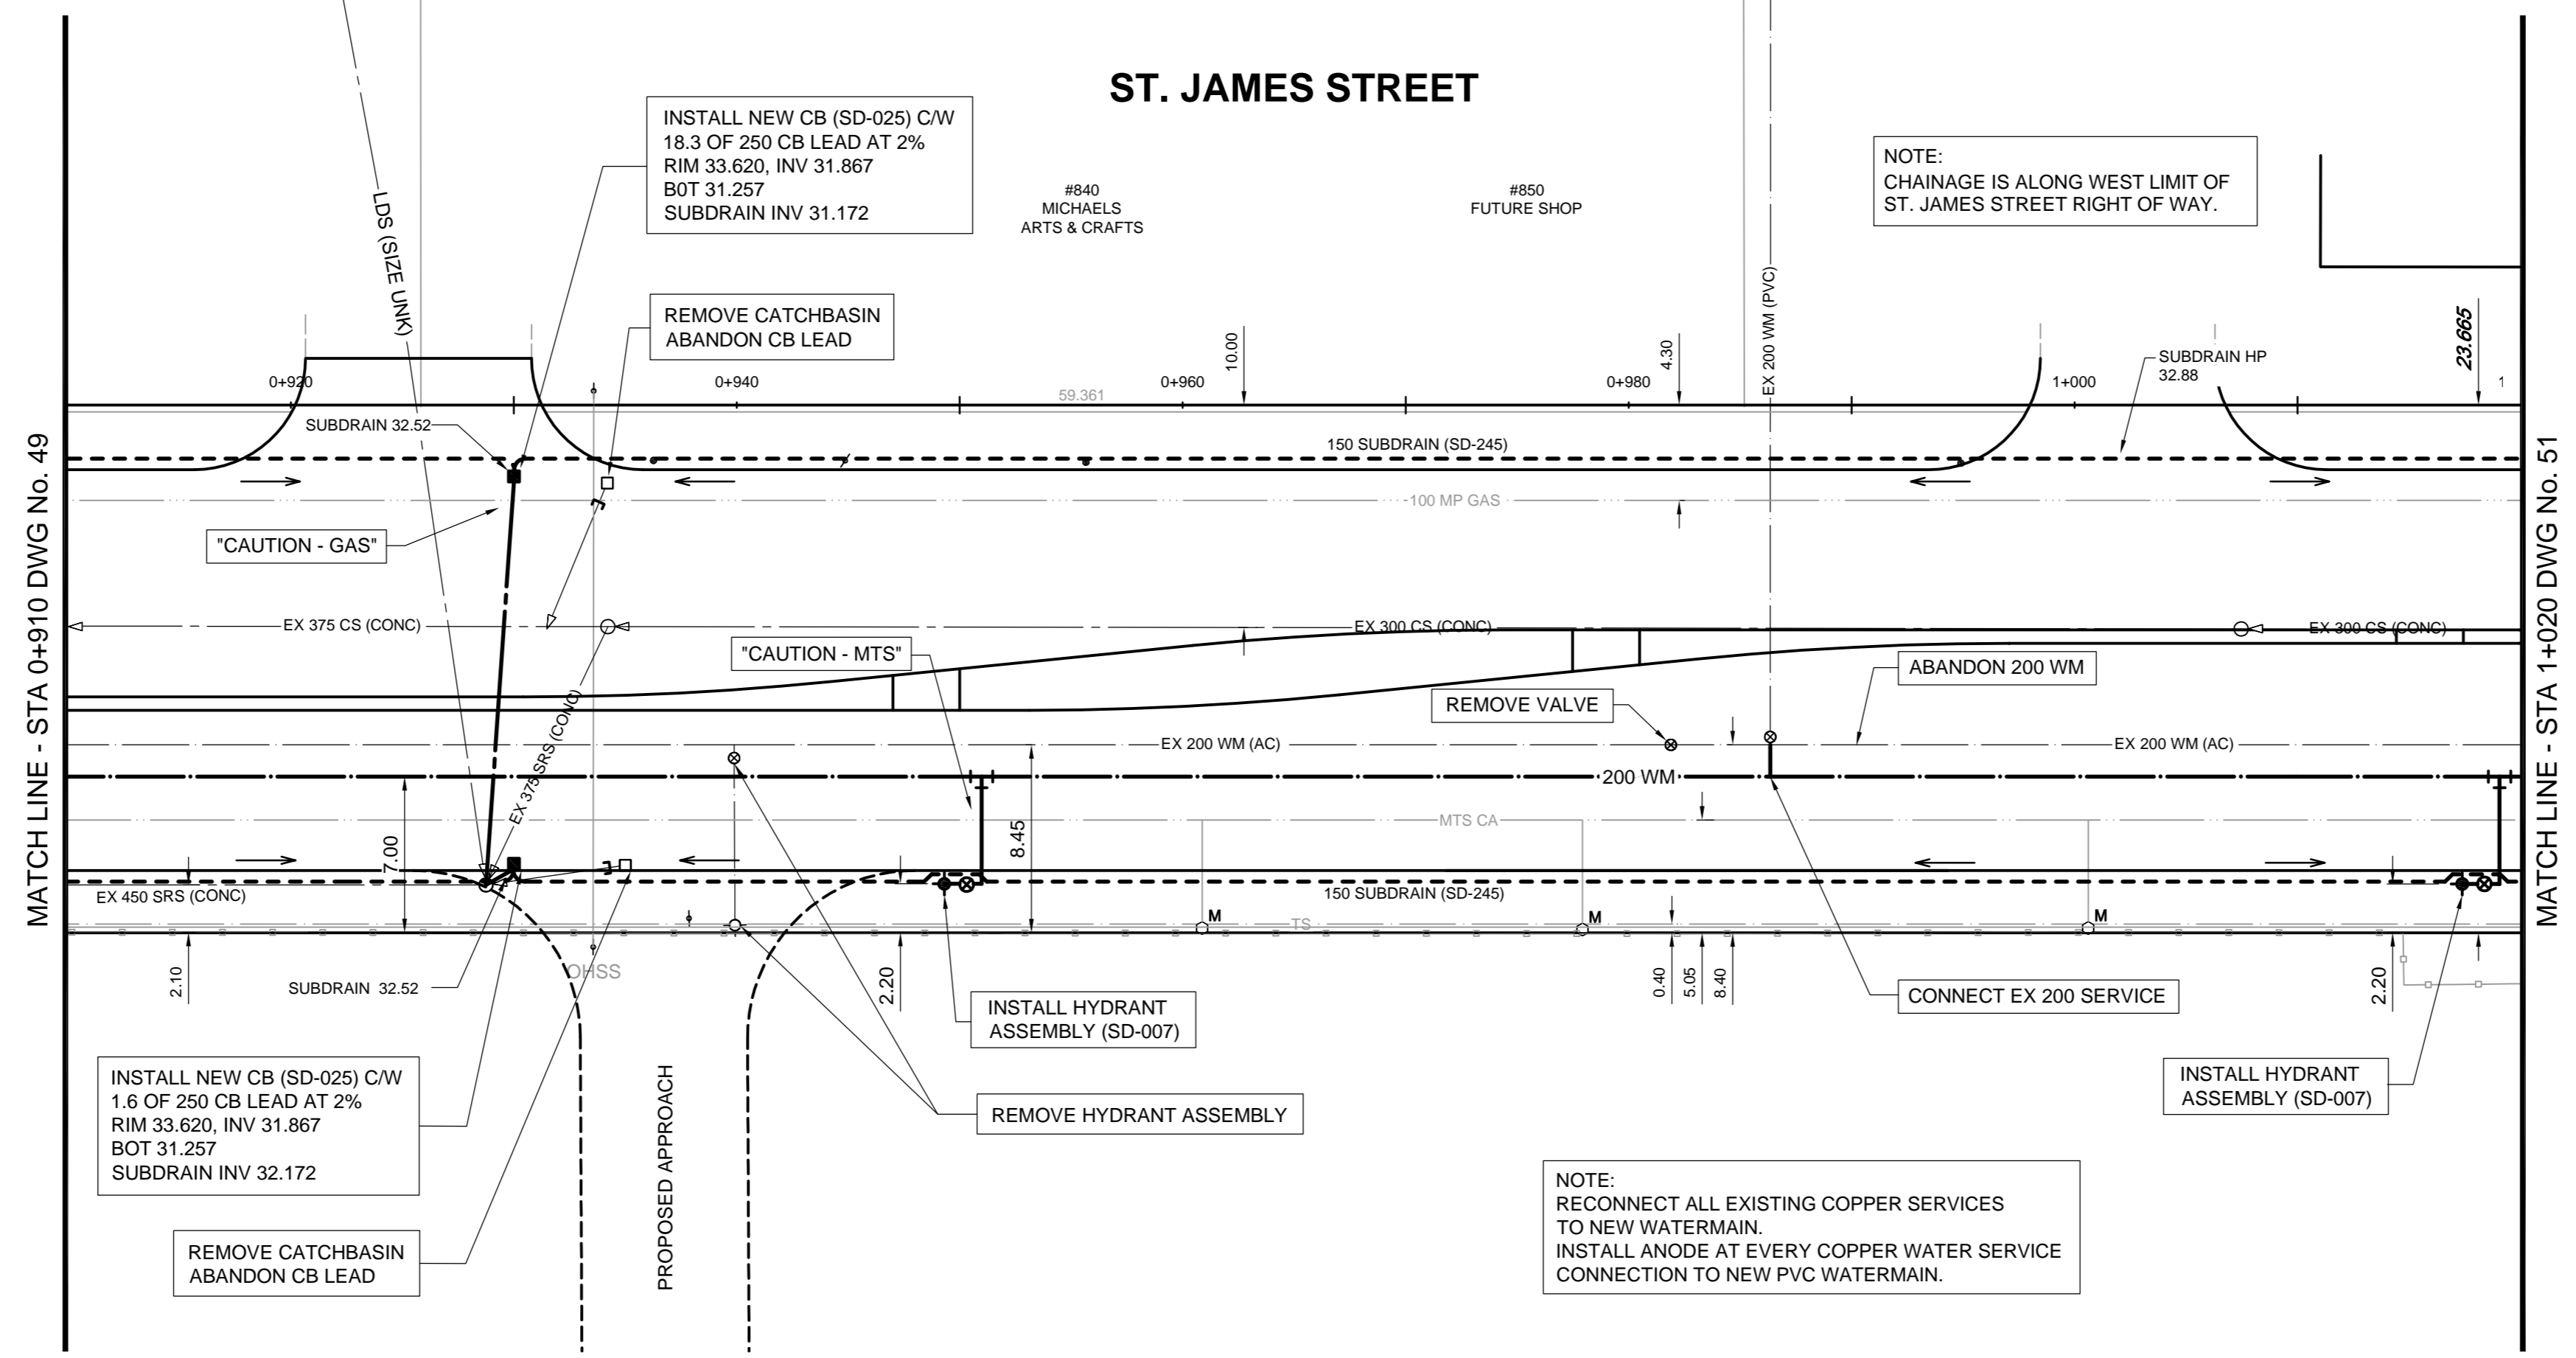 ST. JAMES STREET
INSTALL NEW CB (SD-025) C/W
18.3 OF 250 CB LEAD AT 2%
RIM 33.620, INV 31.867
B0T 31.257
SUBDRAIN INV 31.172
NOTE:
CHAINAGE IS ALONG WEST LIMIT OF
ST. JAMES STREET RIGHT OF WAY.
#840
MICHAELS
ARTS & CRAFTS
#850
FUTURE SHOP
LDS (SIZE UNK)
REMOVE CATCHBASIN
ABANDON CB LEAD
EX 200 WM (PVC)
10.00
4.30
23.665
SUBDRAIN HP
32.88
0+920
0+940
59.361
0+960
0+980
1+000
1
SUBDRAIN 32.52
150 SUBDRAIN (SD-245)
100 MP GAS
"CAUTION - GAS"
MATCH LINE - STA 0+910 DWG No. 49
MATCH LINE - STA 1+020 DWG No. 51
EX 375 CS (CONC)
EX 300 CS (CONC)
EX 300 CS (CONC)
"CAUTION - MTS"
ABANDON 200 WM
REMOVE VALVE
EX 375 SRS (CONC)
EX 200 WM (AC)
EX 200 WM (AC)
200 WM
7.00
8.45
MTS CA
EX 450 SRS (CONC)
150 SUBDRAIN (SD-245)
M
M
M
TS
OHSS
2.10
SUBDRAIN 32.52
2.20
0.40
5.05
8.40
2.20
CONNECT EX 200 SERVICE
INSTALL HYDRANT
ASSEMBLY (SD-007)
INSTALL NEW CB (SD-025) C/W
1.6 OF 250 CB LEAD AT 2%
RIM 33.620, INV 31.867
BOT 31.257
SUBDRAIN INV 32.172
PROPOSED APPROACH
REMOVE HYDRANT ASSEMBLY
INSTALL HYDRANT
ASSEMBLY (SD-007)
NOTE:
RECONNECT ALL EXISTING COPPER SERVICES
TO NEW WATERMAIN.
INSTALL ANODE AT EVERY COPPER WATER SERVICE
CONNECTION TO NEW PVC WATERMAIN.
REMOVE CATCHBASIN
ABANDON CB LEAD